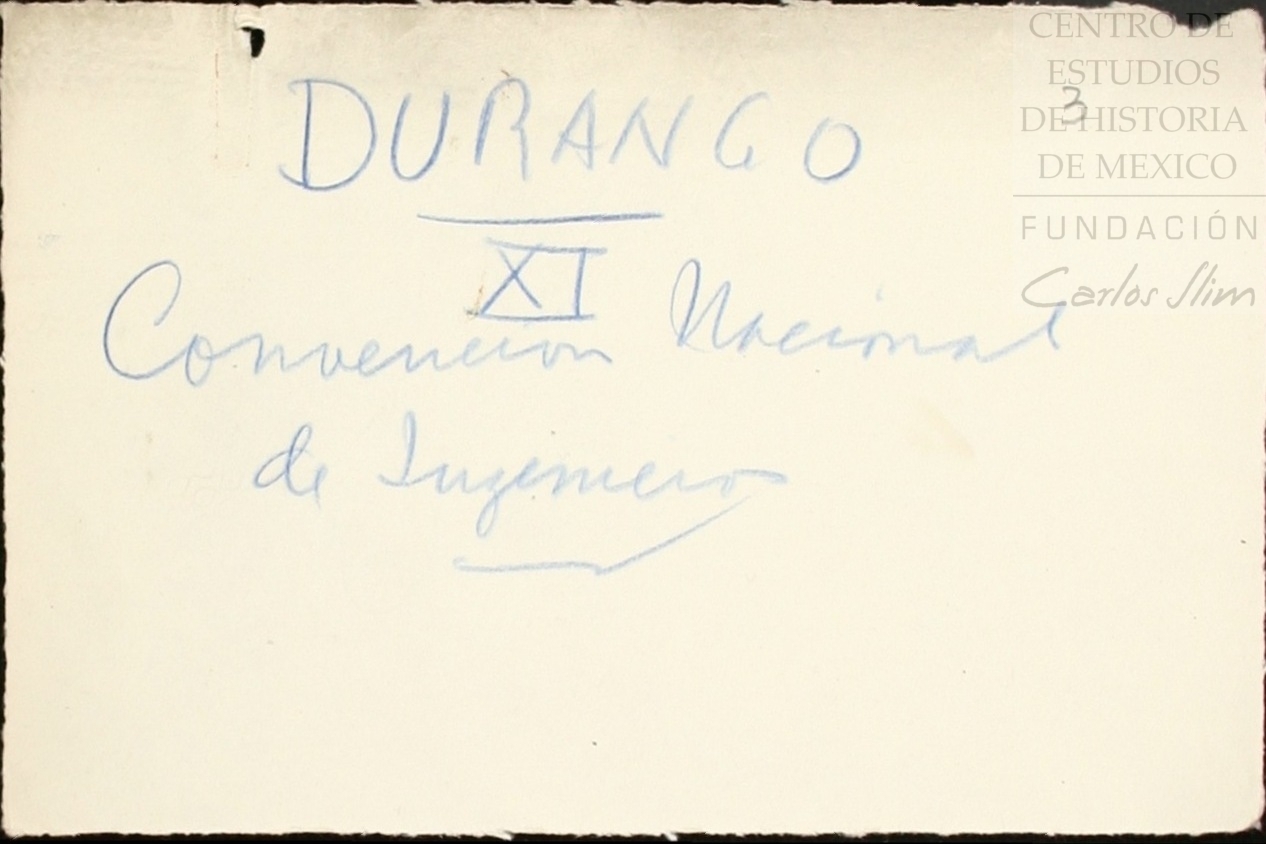 DURANGO
XI
Convencion Nacional
de Ingenieros
3
CENTRO DE
ESTUDIOS
DE HISTORIA
DE MEXICO
FUNDACIÓN
Carlos Slim